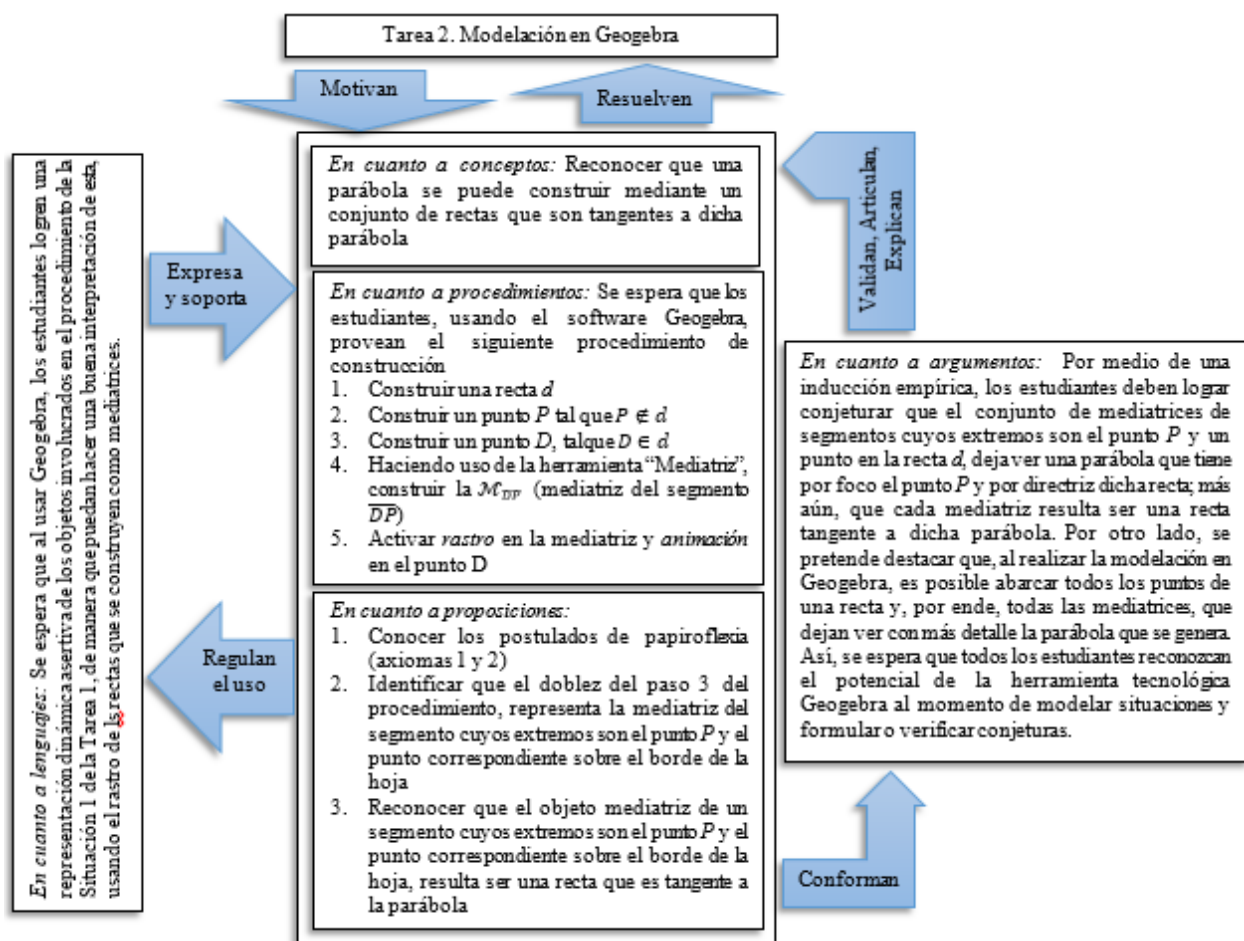 Tarea 2. Modelación en Geogebra
Motivan
Resuelven
En cuanto a lenguajes: Se espera que al usar Geogebra, los estudiantes logren una
representación dinámica asertiva de los objetos involucrados en el procedimiento de la
Situación 1 de la Tarea 1, de manera que puedan hacer una buena interpretación de esta,
usando el rastro de ls rectas que se construyen como mediatrices.
Expresa
y soporta
Regulan
el uso
En cuanto a conceptos: Reconocer que una
parábola se puede construir mediante un
conjunto de rectas que son tangentes a dicha
parábola
En cuanto a procedimientos: Se espera que los
estudiantes, usando el software Geogebra,
provean el siguiente procedimiento de
construcción
1. Construir una recta d
2. Construir un punto P tal que P ∉ d
3. Construir un punto D, talque D ∈ d
4. Haciendo uso de la herramienta “Mediatriz”,
construir la ℳ_DP (mediatriz del segmento
D̅P̅)
5. Activar rastro en la mediatriz y animación
en el punto D
En cuanto a proposiciones:
1. Conocer los postulados de papiroflexia
(axiomas 1 y 2)
2. Identificar que el doblez del paso 3 del
procedimiento, representa la mediatriz del
segmento cuyos extremos son el punto P y el
punto correspondiente sobre el borde de la
hoja
3. Reconocer que el objeto mediatriz de un
segmento cuyos extremos son el punto P y el
punto correspondiente sobre el borde de la
hoja, resulta ser una recta que es tangente a
la parábola
Validan, Articulan,
Explican
En cuanto a argumentos: Por medio de una
inducción empírica, los estudiantes deben lograr
conjeturar que el conjunto de mediatrices de
segmentos cuyos extremos son el punto P y un
punto en la recta d, deja ver una parábola que tiene
por foco el punto P y por directriz dicha recta; más
aún, que cada mediatriz resulta ser una recta
tangente a dicha parábola. Por otro lado, se
pretende destacar que, al realizar la modelación en
Geogebra, es posible abarcar todos los puntos de
una recta y, por ende, todas las mediatrices, que
dejan ver con más detalle la parábola que se genera.
Así, se espera que todos los estudiantes reconozcan
el potencial de la herramienta tecnológica
Geogebra al momento de modelar situaciones y
formular o verificar conjeturas.
Conforman